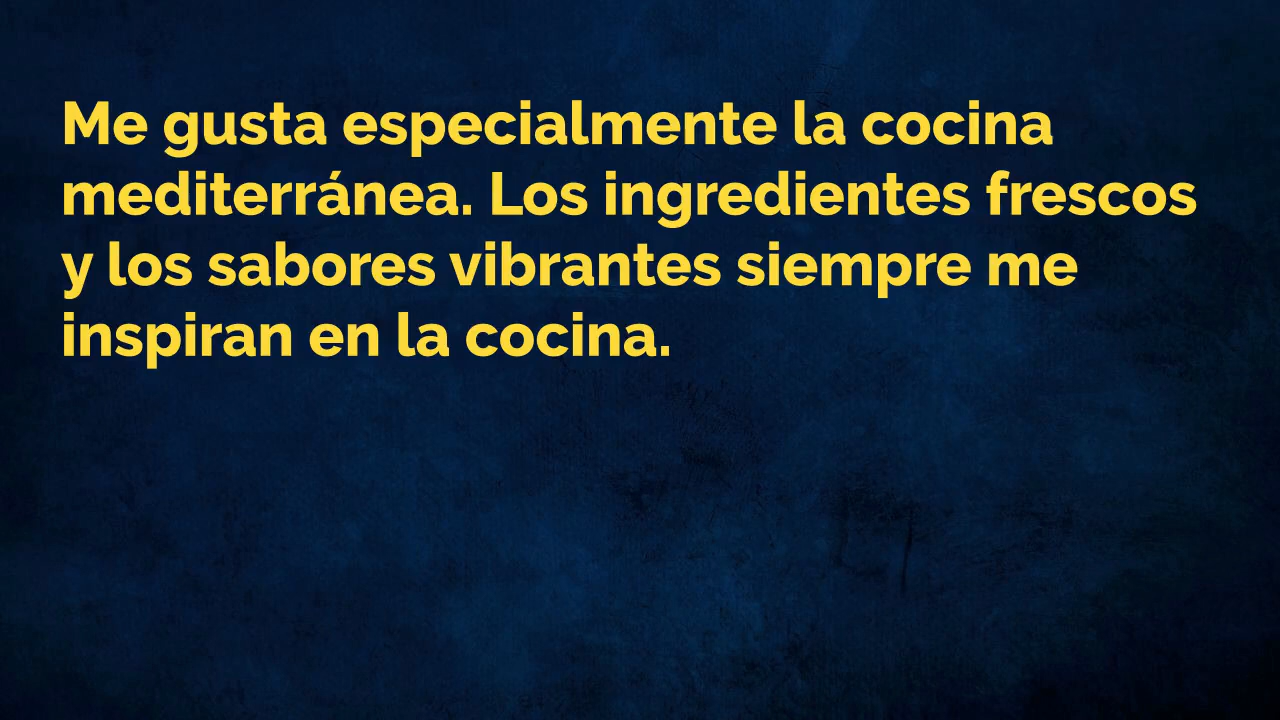 Me gusta especialmente la cocina
mediterránea. Los ingredientes frescos
y los sabores vibrantes siempre me
inspiran en la cocina.